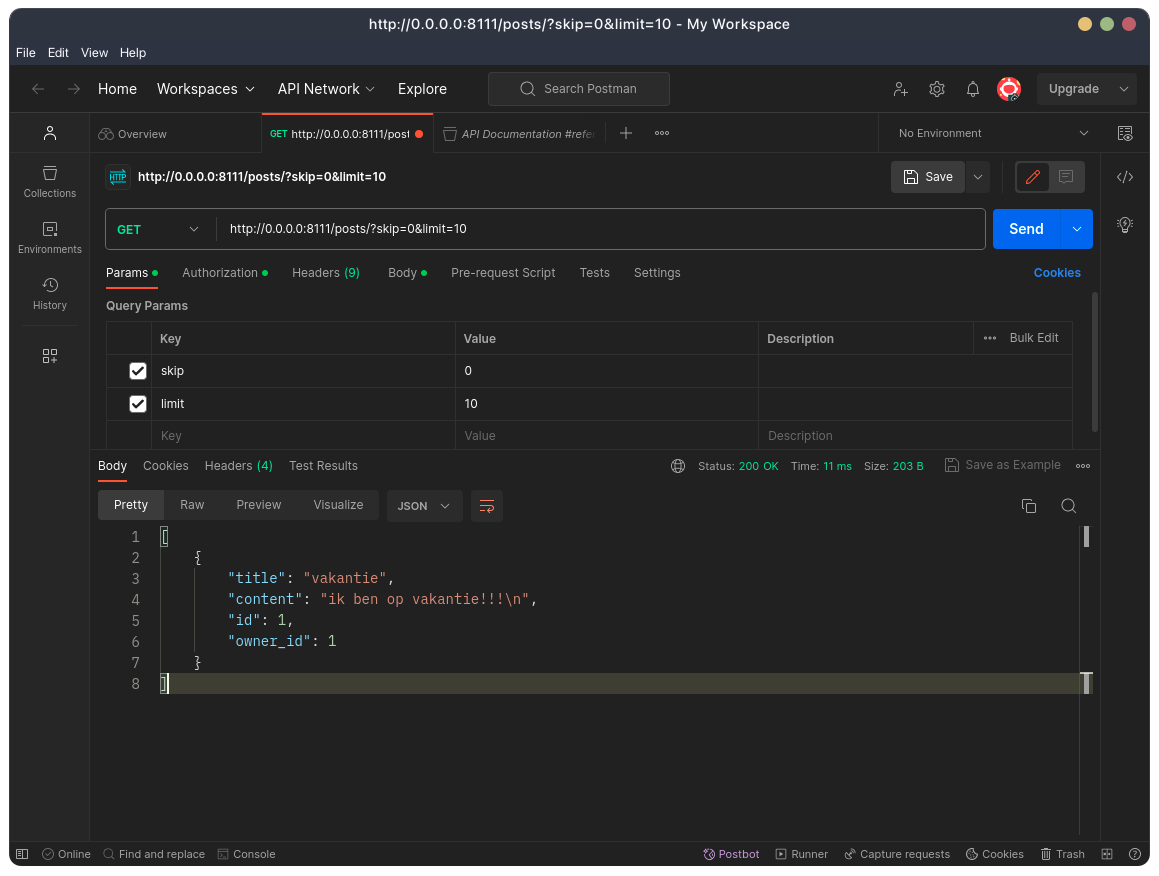 http://0.0.0.0:8111/posts/?skip=0&limit=10 - My Workspace
File Edit View Help
Home Workspaces API Network Explore Search Postman Upgrade
Overview GET http://0.0.0.0:8111/post API Documentation #refe No Environment
HTTP http://0.0.0.0:8111/posts/?skip=0&limit=10 Save
Collections
Environments
History
GET http://0.0.0.0:8111/posts/?skip=0&limit=10 Send
Params Authorization Headers (9) Body Pre-request Script Tests Settings Cookies
Query Params
Key Value Description Bulk Edit
skip 0
limit 10
Key Value Description
Body Cookies Headers (4) Test Results Status: 200 OK Time: 11 ms Size: 203 B Save as Example
Pretty Raw Preview Visualize JSON
1 [
2 {
3 "title": "vakantie",
4 "content": "ik ben op vakantie!!!\n",
5 "id": 1,
6 "owner_id": 1
7 }
8 ]
Online Find and replace Console Postbot Runner Capture requests Cookies Trash